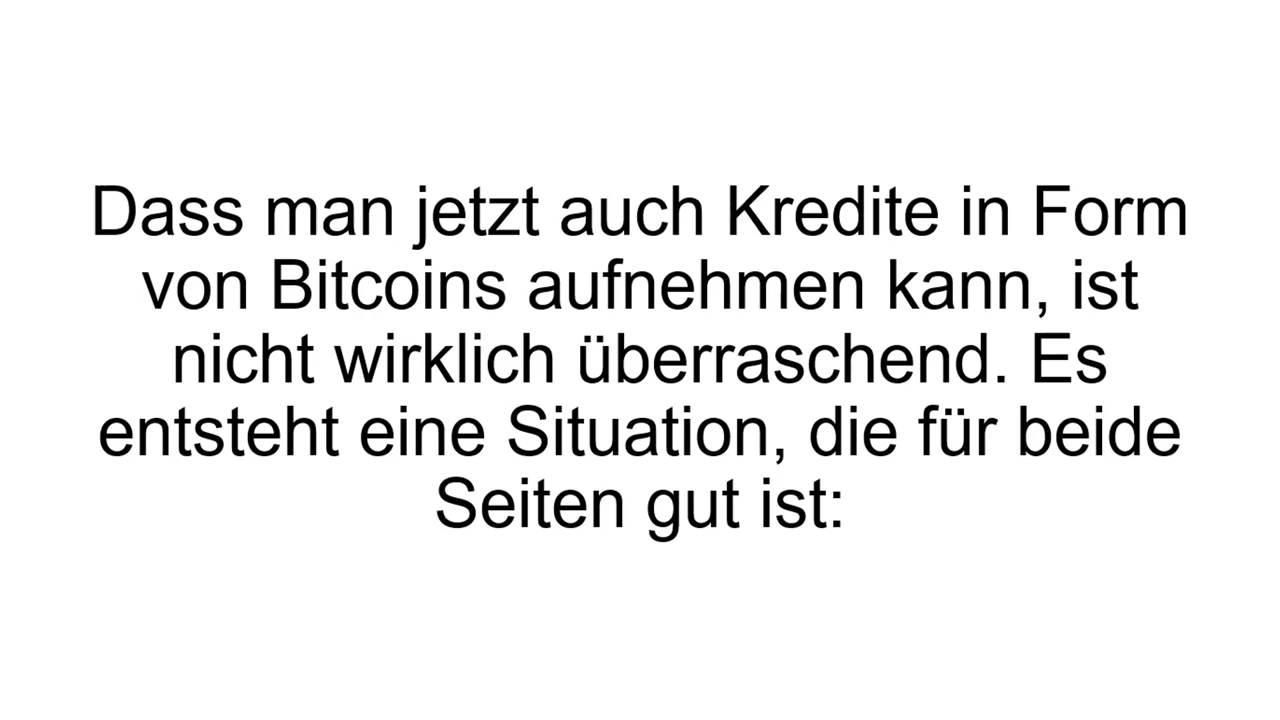 Dass man jetzt auch Kredite in Form
von Bitcoins aufnehmen kann, ist
nicht wirklich überraschend. Es
entsteht eine Situation, die für beide
Seiten gut ist: